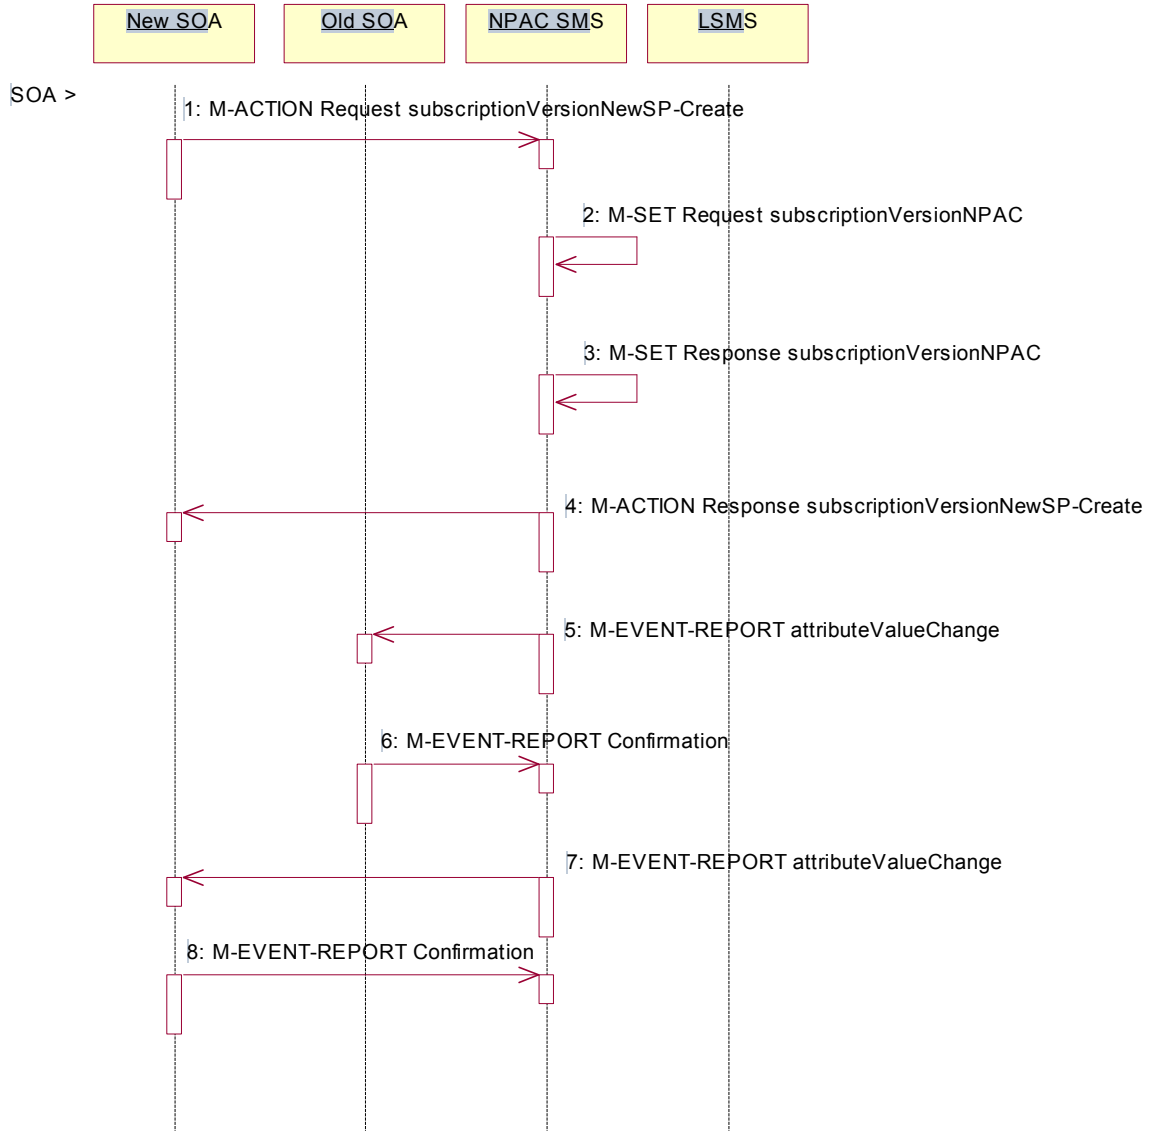 New SOA
Old SOA
NPAC SMS
LSMS
SOA >
1: M-ACTION Request subscriptionVersionNewSP-Create
2: M-SET Request subscriptionVersionNPAC
3: M-SET Response subscriptionVersionNPAC
4: M-ACTION Response subscriptionVersionNewSP-Create
5: M-EVENT-REPORT attributeValueChange
6: M-EVENT-REPORT Confirmation
7: M-EVENT-REPORT attributeValueChange
8: M-EVENT-REPORT Confirmation